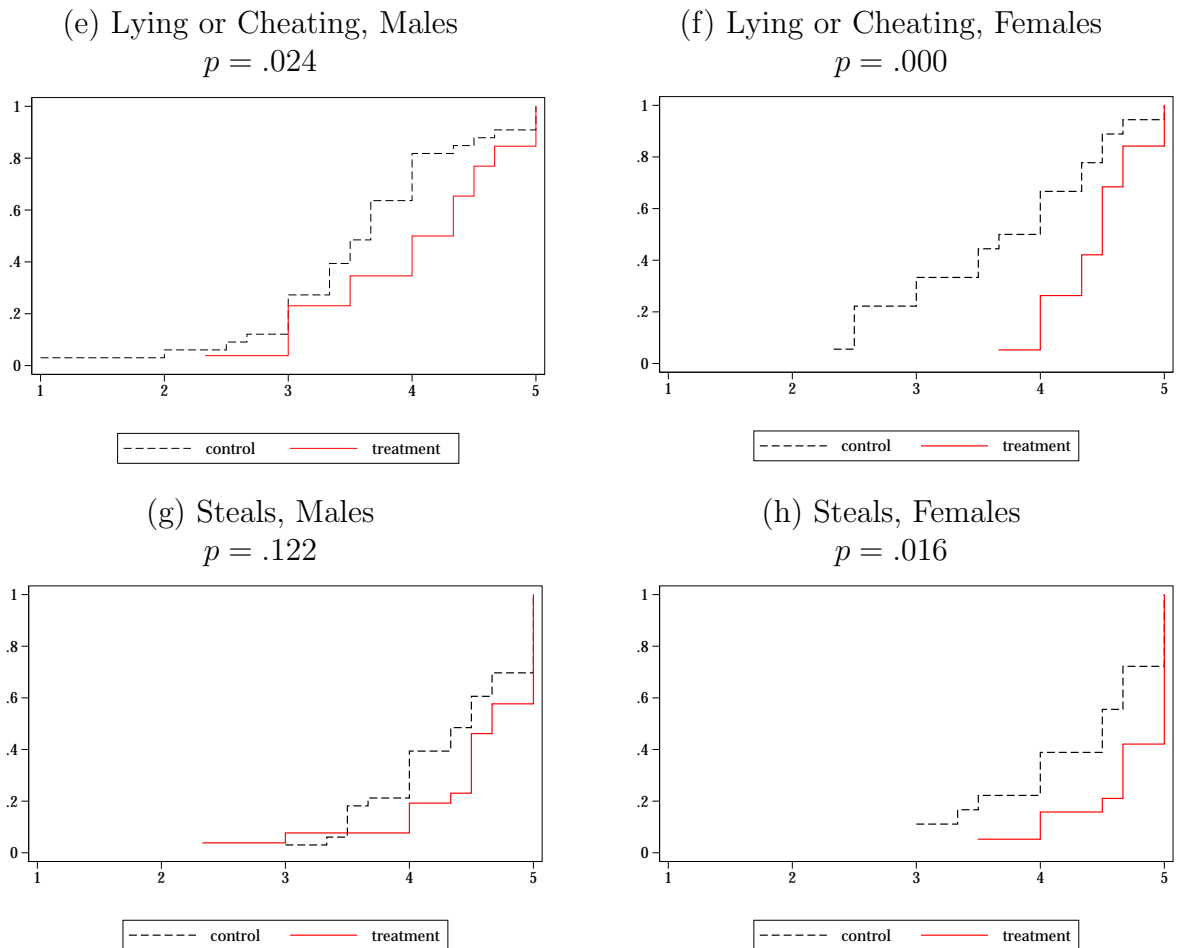 (e) Lying or Cheating, Males
p = .024
1
.8
.6
.4
.2
0
1 2 3 4 5
control treatment
(f) Lying or Cheating, Females
p = .000
1
.8
.6
.4
.2
0
1 2 3 4 5
control treatment
(g) Steals, Males
p = .122
1
.8
.6
.4
.2
0
1 2 3 4 5
control treatment
(h) Steals, Females
p = .016
1
.8
.6
.4
.2
0
1 2 3 4 5
control treatment